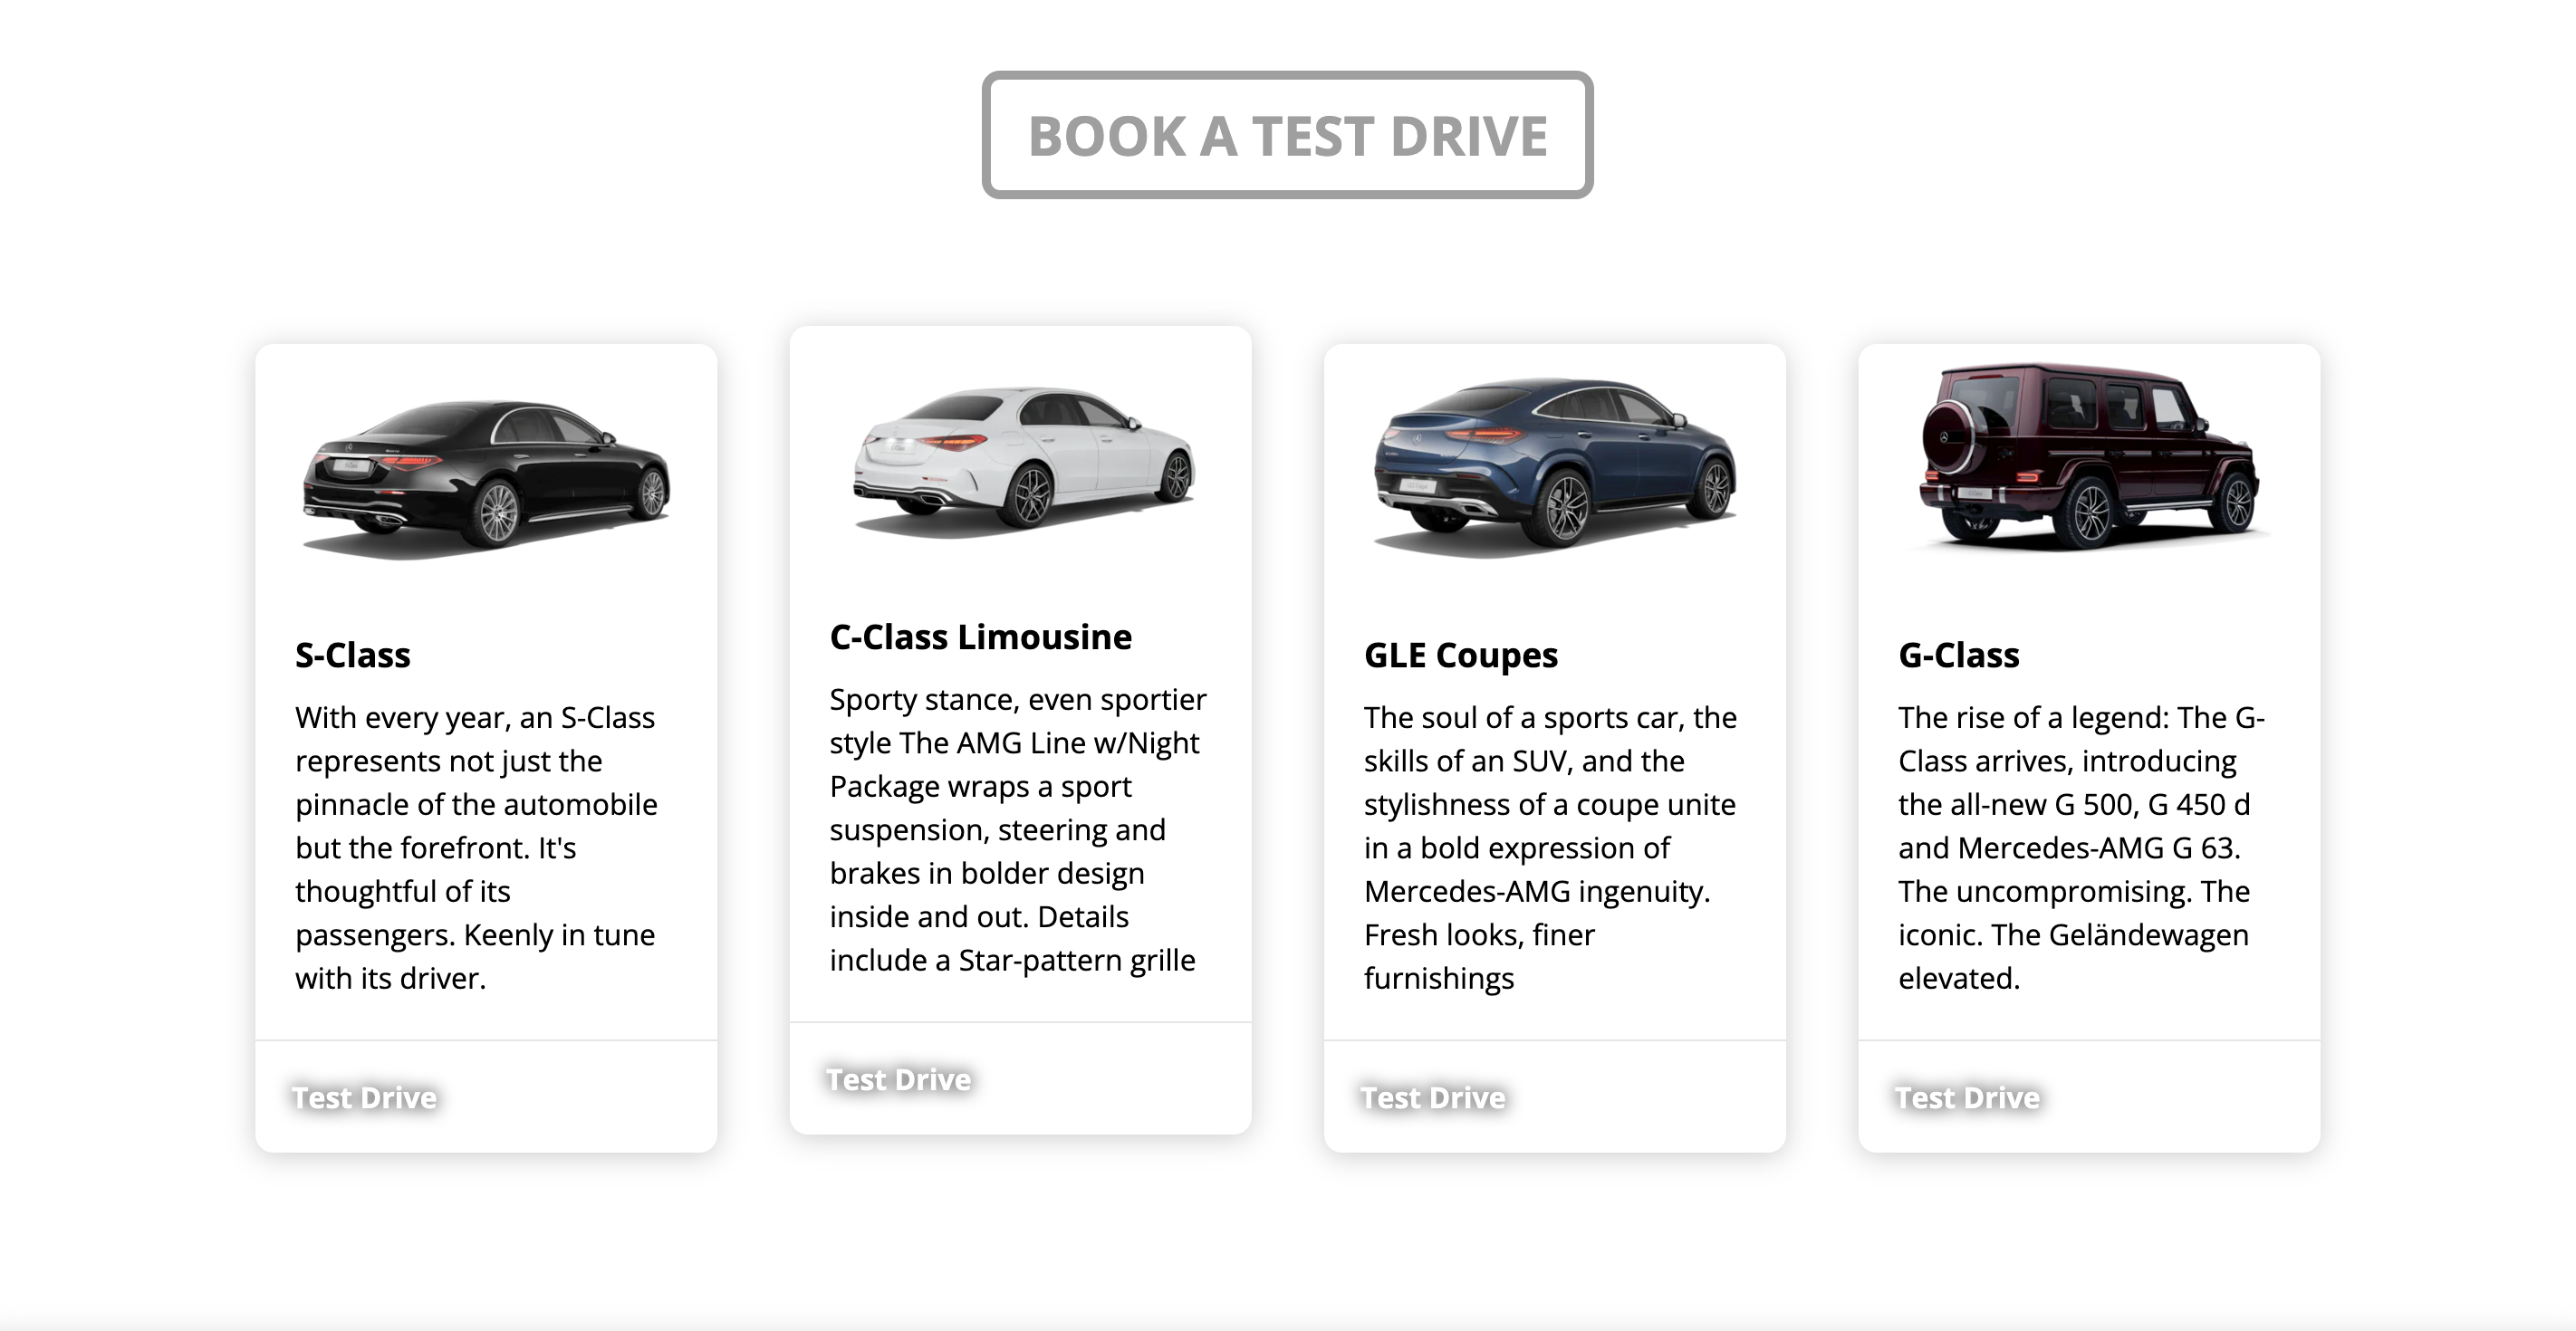 BOOK A TEST DRIVE
S-Class
With every year, an S-Class
represents not just the
pinnacle of the automobile
but the forefront. It's
thoughtful of its
passengers. Keenly in tune
with its driver.
Test Drive
C-Class Limousine
Sporty stance, even sportier
style The AMG Line w/Night
Package wraps a sport
suspension, steering and
brakes in bolder design
inside and out. Details
include a Star-pattern grille
Test Drive
GLE Coupes
The soul of a sports car, the
skills of an SUV, and the
stylishness of a coupe unite
in a bold expression of
Mercedes-AMG ingenuity.
Fresh looks, finer
furnishings
Test Drive
G-Class
The rise of a legend: The G-
Class arrives, introducing
the all-new G 500, G 450 d
and Mercedes-AMG G 63.
The uncompromising. The
iconic. The Geländewagen
elevated.
Test Drive